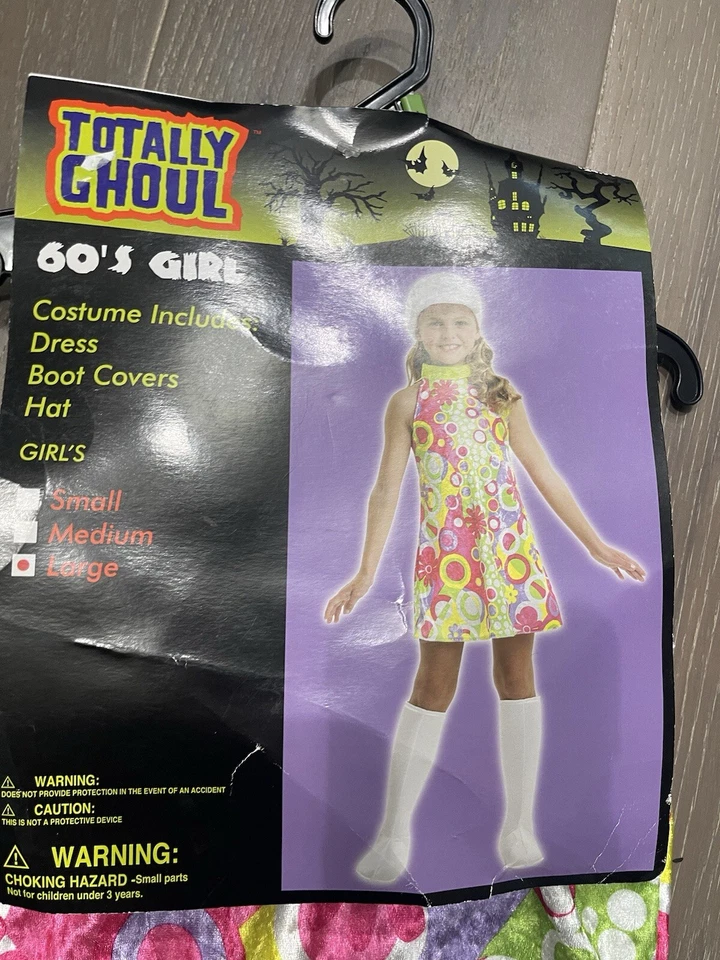 TOTALLY
GHOUL ™
60'S GIRL
Costume Includes:
Dress
Boot Covers
Hat
GIRL'S
Small
Medium
Large
WARNING:
DOES NOT PROVIDE PROTECTION IN THE EVENT OF AN ACCIDENT
CAUTION:
THIS IS NOT A PROTECTIVE DEVICE
WARNING:
CHOKING HAZARD -Small parts
Not for children under 3 years.